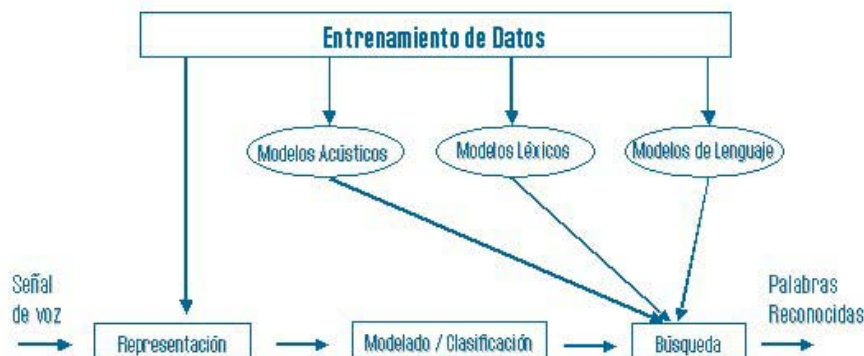 Entrenamiento de Datos
Modelos Acústicos
Modelos Léxicos
Modelos de Lenguaje
Señal
de voz
Palabras
Reconocidas
Representación
Modelado / Clasificación
Búsqueda